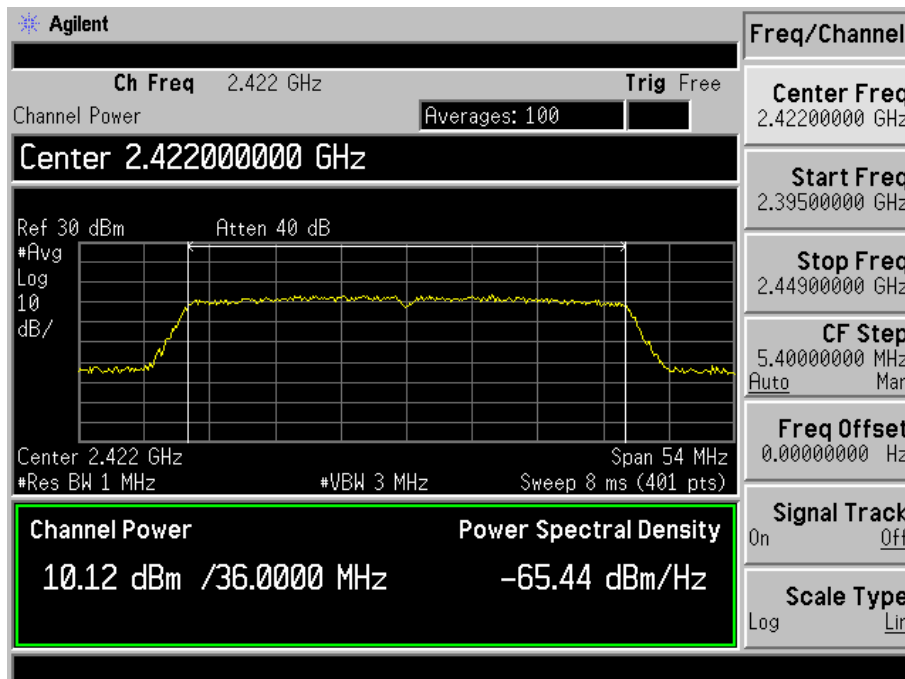 Agilent
Freq/Channel
Ch Freq 2.422 GHz Trig Free
Channel Power Averages: 100
Center 2.422000000 GHz
Ref 30 dBm Atten 40 dB
#Avg
Log
10
dB/
Center 2.422 GHz Span 54 MHz
#Res BW 1 MHz #VBW 3 MHz Sweep 8 ms (401 pts)
Channel Power Power Spectral Density
10.12 dBm /36.0000 MHz -65.44 dBm/Hz
Center Freq
2.42200000 GHz
Start Freq
2.39500000 GHz
Stop Freq
2.44900000 GHz
CF Step
5.40000000 MHz
Auto Man
Freq Offset
0.00000000 Hz
Signal Track
On Off
Scale Type
Log Lin